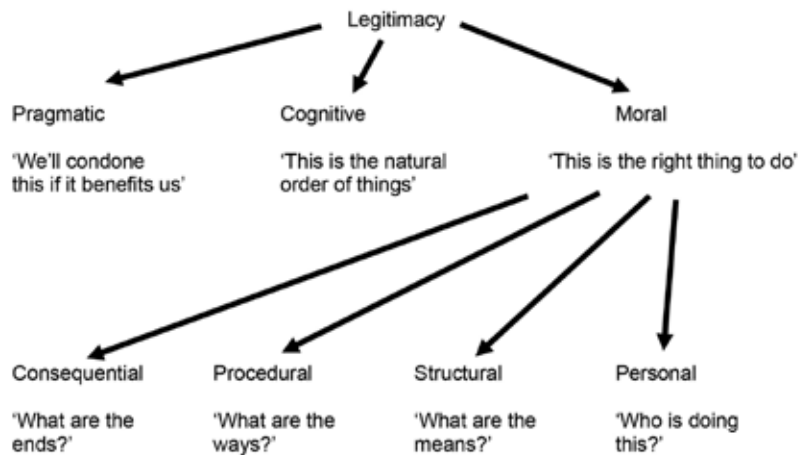 Legitimacy
Pragmatic
Cognitive
Moral
‘We’ll condone
this if it benefits us’
‘This is the natural
order of things’
‘This is the right thing to do’
Consequential
Procedural
Structural
Personal
‘What are the
ends?’
‘What are the
ways?’
‘What are the
means?’
‘Who is doing
this?’